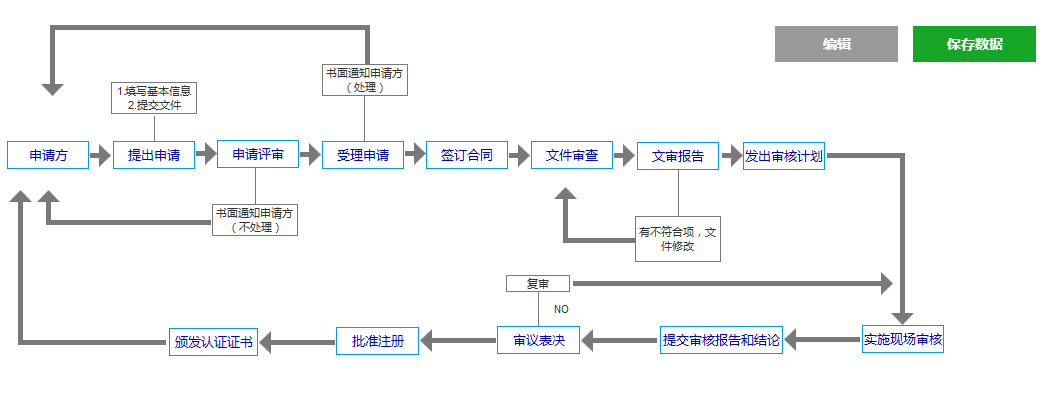 编辑
保存数据
书面通知申请方
（处理）
1.填写基本信息
2.提交文件
申请方
提出申请
申请评审
受理申请
签订合同
文件审查
文审报告
发出审核计划
书面通知申请方
（不处理）
有不符合项，文
件修改
复审
NO
颁发认证证书
批准注册
审议表决
提交审核报告和结论
实施现场审核